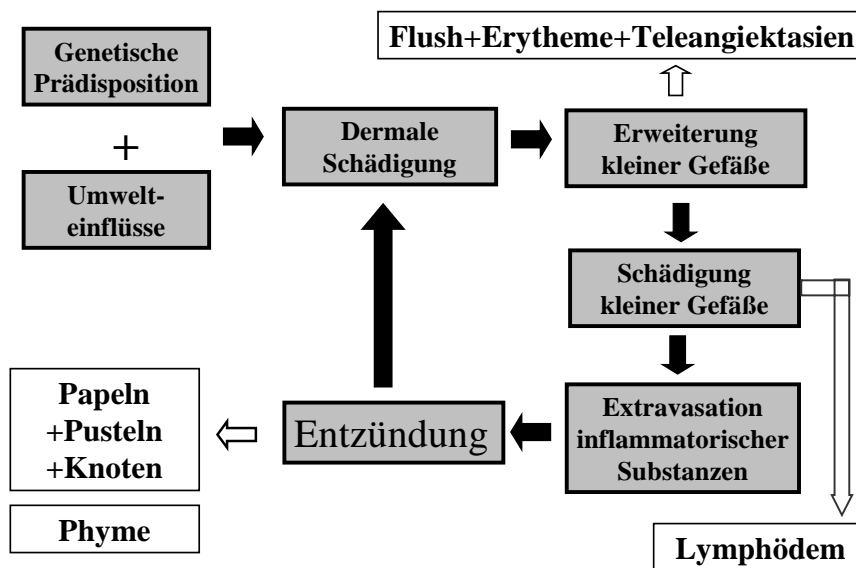 Flush+Erytheme+Teleangiektasien
Genetische
Prädisposition
+
Umwelt-
einflüsse
Dermale
Schädigung
Erweiterung
kleiner Gefäße
Schädigung
kleiner Gefäße
Extravasation
inflammatorischer
Substanzen
Entzündung
Papeln
+Pusteln
+Knoten
Phyme
Lymphödem